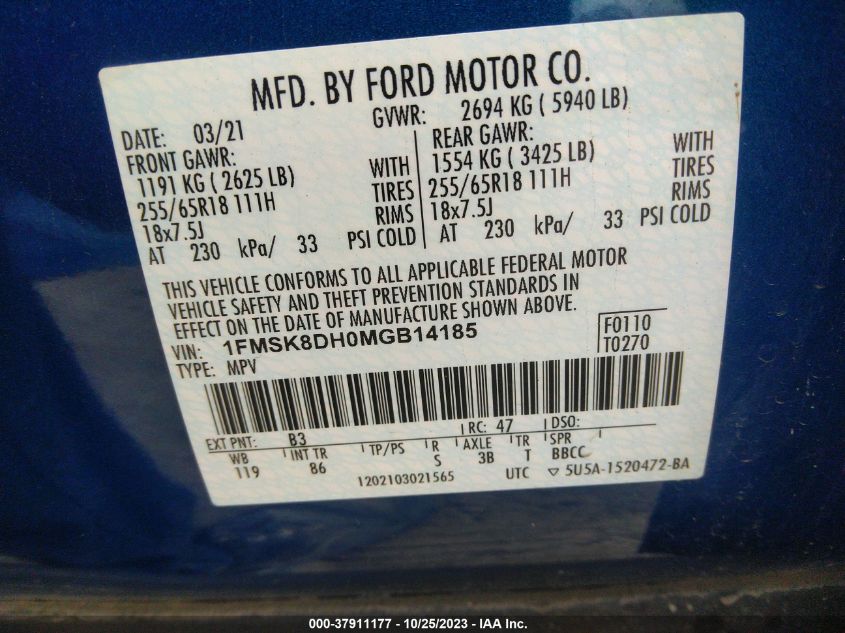 MFD. BY FORD MOTOR CO.
DATE: 03/21
GVWR: 2694 KG ( 5940 LB)
FRONT GAWR:
1191 KG ( 2625 LB) WITH
255/65R18 111H TIRES
18x7.5J RIMS
AT 230 kPa/ 33 PSI COLD
REAR GAWR:
1554 KG ( 3425 LB) WITH
255/65R18 111H TIRES
18x7.5J RIMS
AT 230 kPa/ 33 PSI COLD
THIS VEHICLE CONFORMS TO ALL APPLICABLE FEDERAL MOTOR
VEHICLE SAFETY AND THEFT PREVENTION STANDARDS IN
EFFECT ON THE DATE OF MANUFACTURE SHOWN ABOVE.
VIN: 1FMSK8DH0MGB14185
TYPE: MPV
F0110
T0270
EXT PNT: B3 RC: 47 DSO:
WB INT TR TP/PS R AXLE TR SPR
119 86 S 3B T BBCC
1202103021565 UTC ▽ 5U5A-1520472-BA
000-37911177 - 10/25/2023 - IAA Inc.